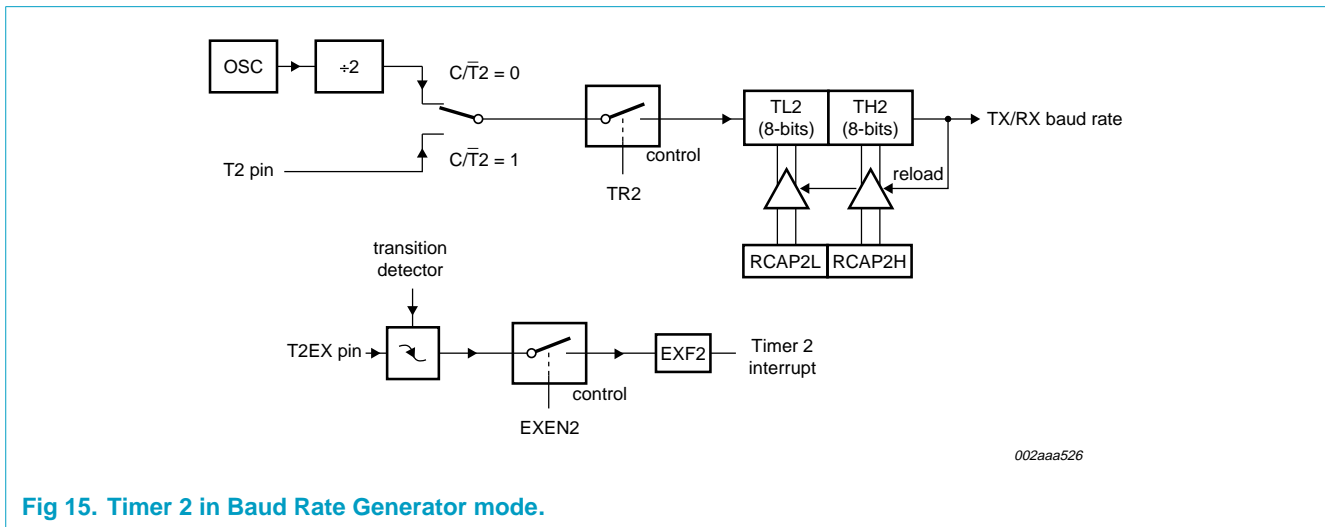 OSC
÷2
C/T̅2 = 0
C/T̅2 = 1
T2 pin
control
TR2
TL2
(8-bits)
TH2
(8-bits)
TX/RX baud rate
reload
RCAP2L
RCAP2H
transition
detector
T2EX pin
control
EXEN2
EXF2
Timer 2
interrupt
002aaa526
Fig 15. Timer 2 in Baud Rate Generator mode.